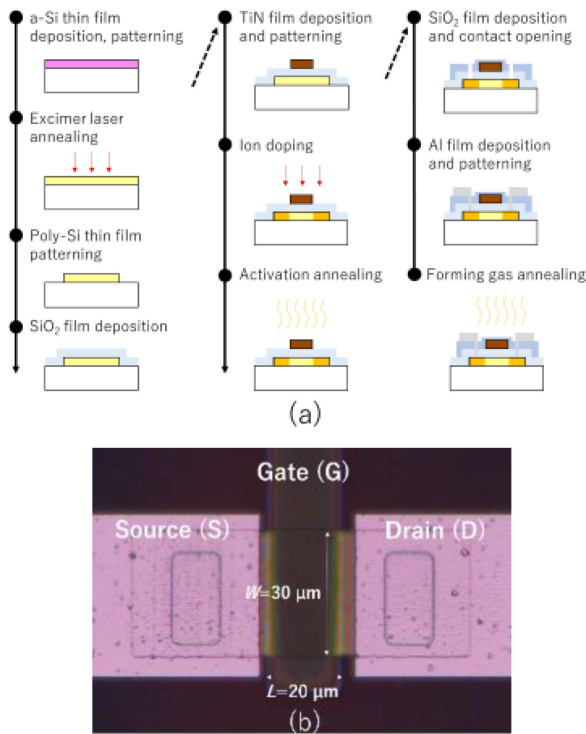 a-Si thin film
deposition, patterning
Excimer laser
annealing
Poly-Si thin film
patterning
SiO₂ film deposition
TiN film deposition
and patterning
Ion doping
Activation annealing
SiO₂ film deposition
and contact opening
Al film deposition
and patterning
Forming gas annealing
(a)
Gate (G)
Source (S)
Drain (D)
W=30 μm
L=20 μm
(b)